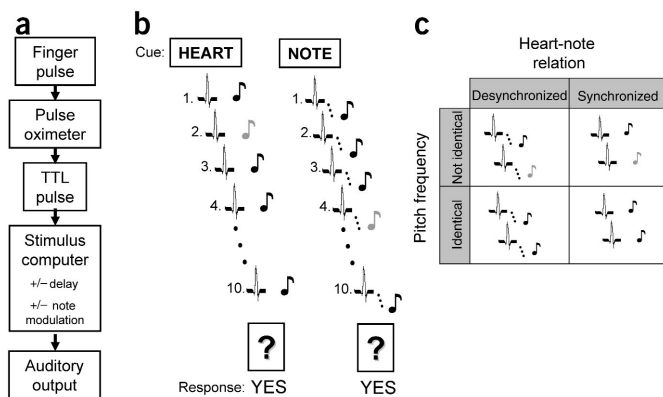 a
Finger
pulse
Pulse
oximeter
TTL
pulse
Stimulus
computer
+/− delay
+/− note
modulation
Auditory
output
b
Cue: HEART NOTE
1. 1.
2. 2.
3. 3.
4. 4.
10. 10.
? ?
Response: YES YES
c
Heart-note
relation
Desynchronized Synchronized
Pitch frequency
Not identical
Identical